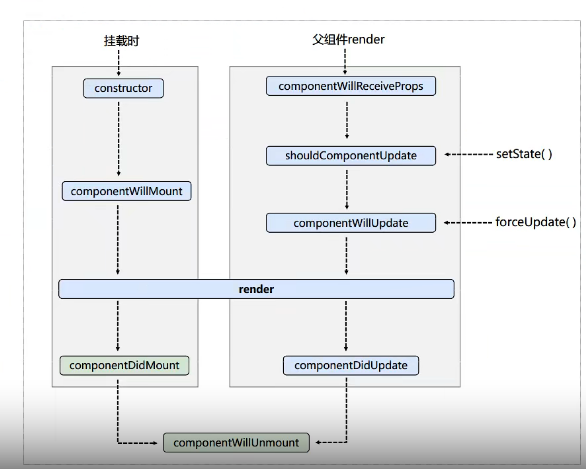 挂载时
父组件render
constructor
componentWillReceiveProps
shouldComponentUpdate
setState( )
componentWillMount
componentWillUpdate
forceUpdate( )
render
componentDidMount
componentDidUpdate
componentWillUnmount